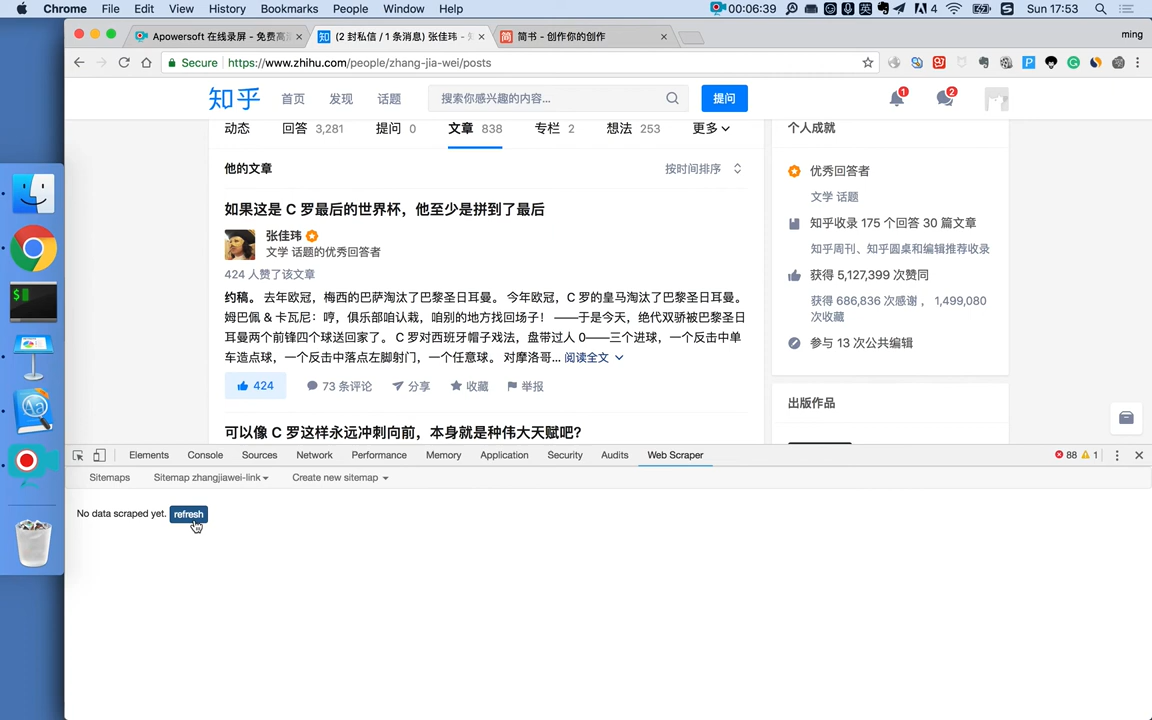 Chrome File Edit View History Bookmarks People Window Help 00:06:39 4 英 Sun 17:53
Apowersoft 在线录屏 - 免费高
(2 封私信 / 1 条消息) 张佳玮 -
简书 - 创作你的创作
ming
Secure https://www.zhihu.com/people/zhang-jia-wei/posts
知乎 首页 发现 话题 搜索你感兴趣的内容... 提问 1 2
动态 回答 3,281 提问 0 文章 838 专栏 2 想法 253 更多
他的文章 按时间排序
如果这是 C 罗最后的世界杯，他至少是拼到了最后
张佳玮
文学 话题的优秀回答者
424 人赞了该文章
约稿。 去年欧冠，梅西的巴萨淘汰了巴黎圣日耳曼。 今年欧冠，C 罗的皇马淘汰了巴黎圣日耳曼。
姆巴佩 & 卡瓦尼：哼，俱乐部咱认栽，咱别的地方找回场子！ ——于是今天，绝代双骄被巴黎圣日
耳曼两个前锋四个球送回家了。 C 罗对西班牙帽子戏法，盘带过人 0——三个进球，一个反击中单
车造点球，一个反击中落点左脚射门，一个任意球。 对摩洛哥... 阅读全文
424 73 条评论 分享 收藏 举报
可以像 C 罗这样永远冲刺向前，本身就是种伟大天赋吧?
个人成就
优秀回答者
文学 话题
知乎收录 175 个回答 30 篇文章
知乎周刊、知乎圆桌和编辑推荐收录
获得 5,127,399 次赞同
获得 686,836 次感谢 ， 1,499,080
次收藏
参与 13 次公共编辑
出版作品
Elements Console Sources Network Performance Memory Application Security Audits Web Scraper 88 1
Sitemaps Sitemap zhangjiawei-link Create new sitemap
No data scraped yet. refresh